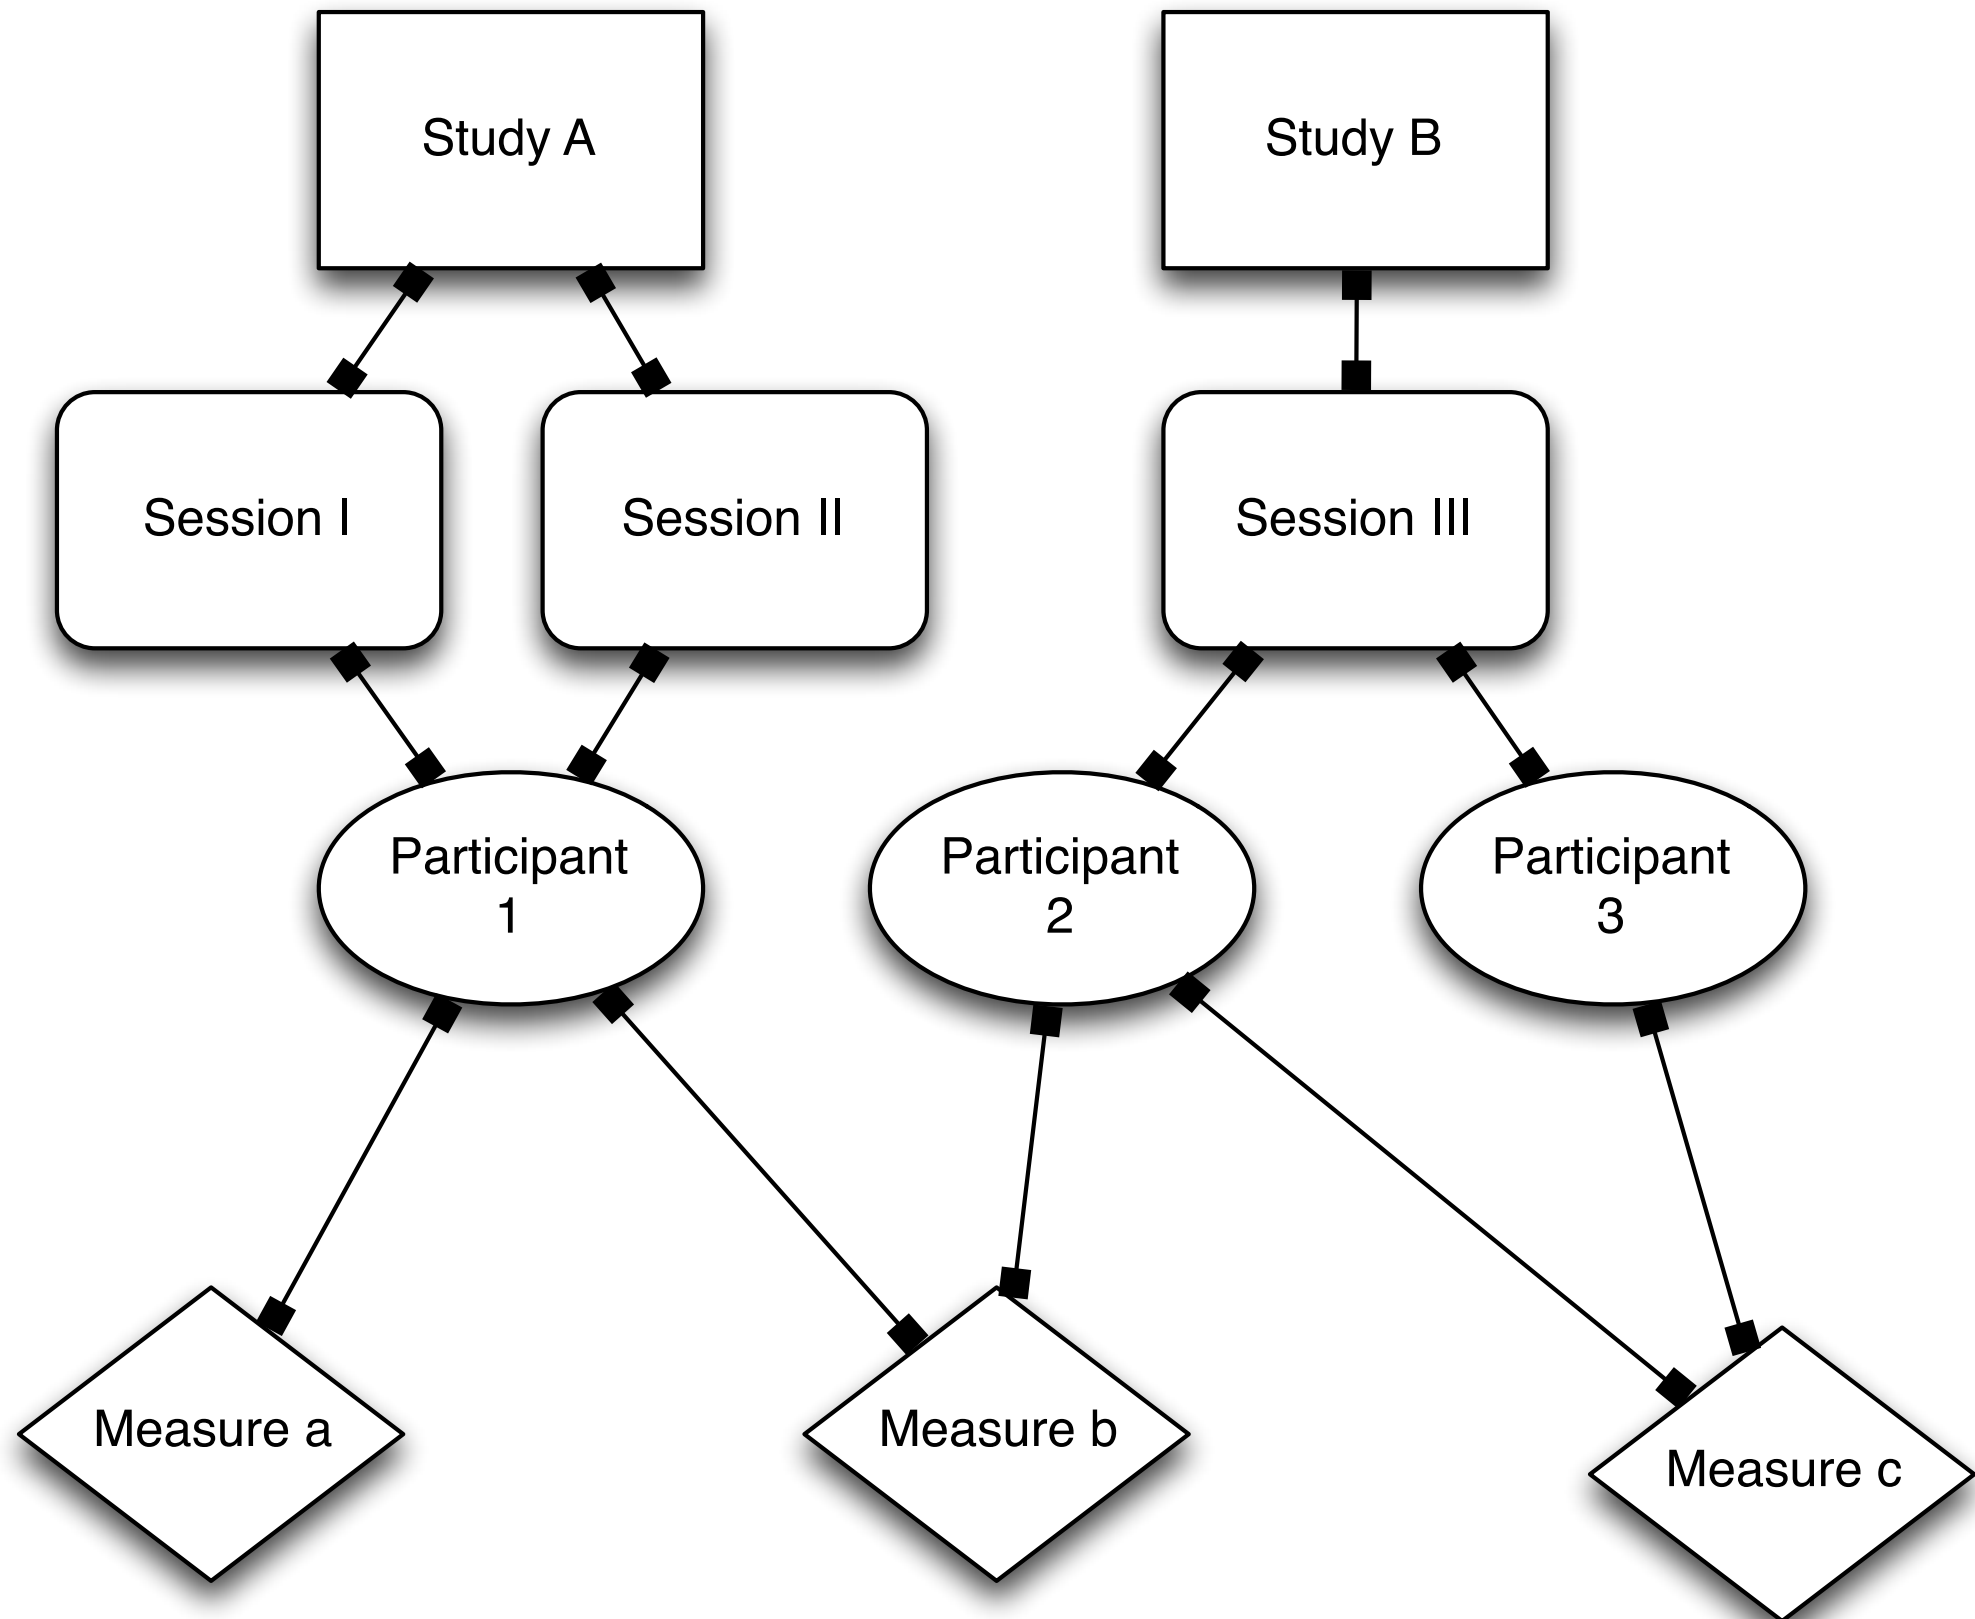 Study A
Study B
Session I
Session II
Session III
Participant
1
Participant
2
Participant
3
Measure a
Measure b
Measure c